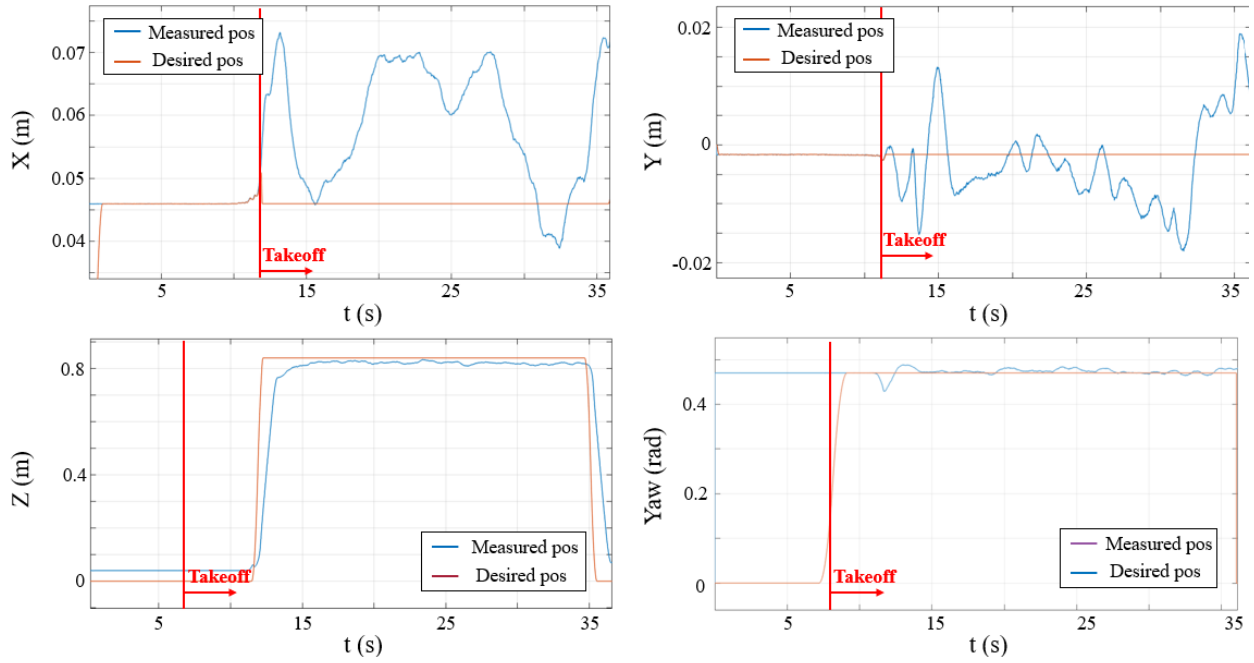 Measured pos
Desired pos
0.07
0.06
0.05
0.04
X (m)
Takeoff
5
15
25
35
t (s)
Measured pos
Desired pos
0.02
0
-0.02
Y (m)
Takeoff
5
15
25
35
t (s)
0.8
0.4
0
Z (m)
Takeoff
Measured pos
Desired pos
5
15
25
35
t (s)
0.4
0.2
0
Yaw (rad)
Takeoff
Measured pos
Desired pos
5
15
25
35
t (s)